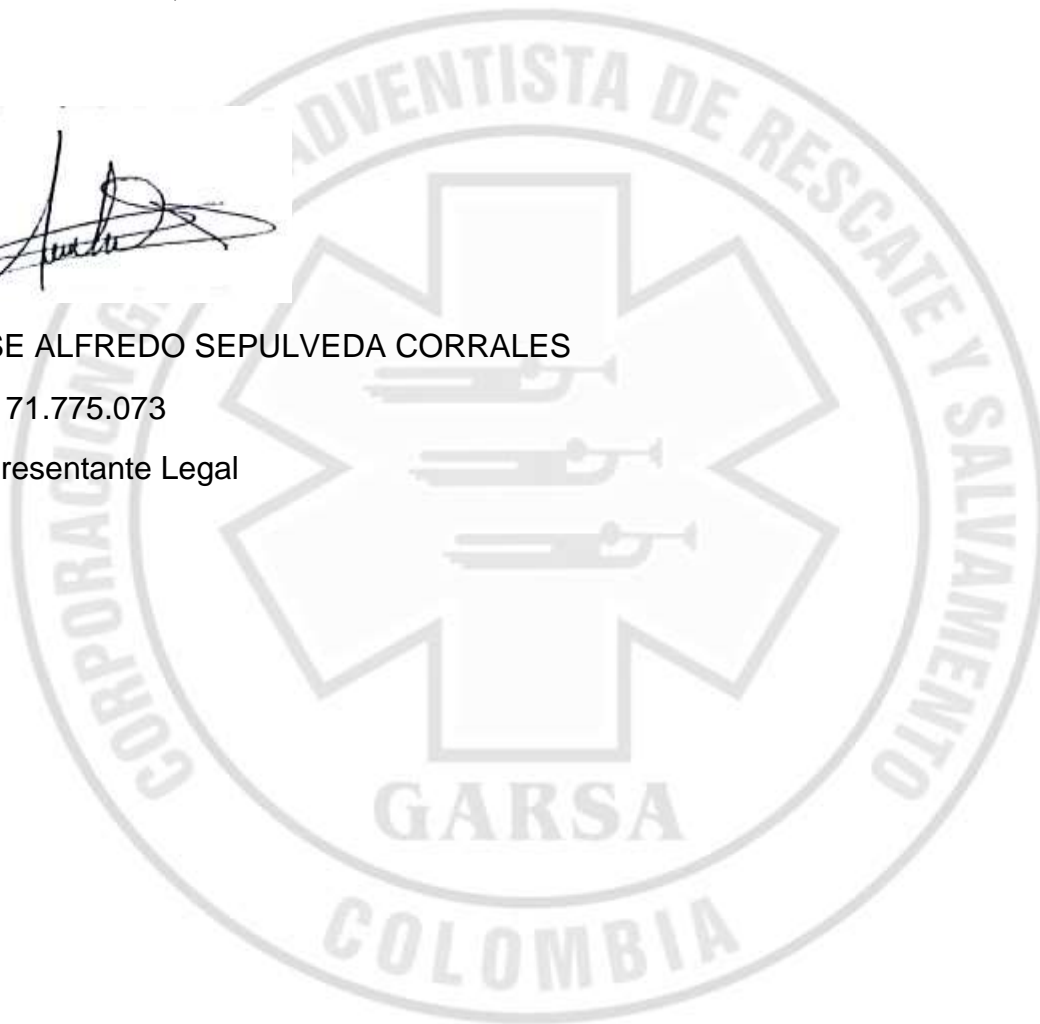 SE ALFREDO SEPULVEDA CORRALES
71.775.073
resentante Legal
CORPORACION G ADVENTISTA DE RESCATE Y SALVAMENTO
GARSA
COLOMBIA